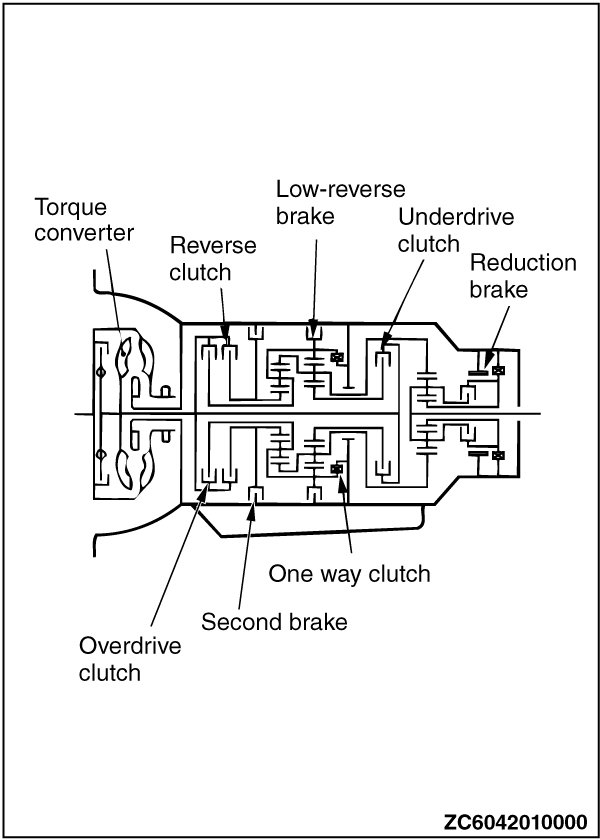 Low-reverse
brake
Torque
converter
Underdrive
clutch
Reverse
clutch
Reduction
brake
One way clutch
Second brake
Overdrive
clutch
ZC6042010000